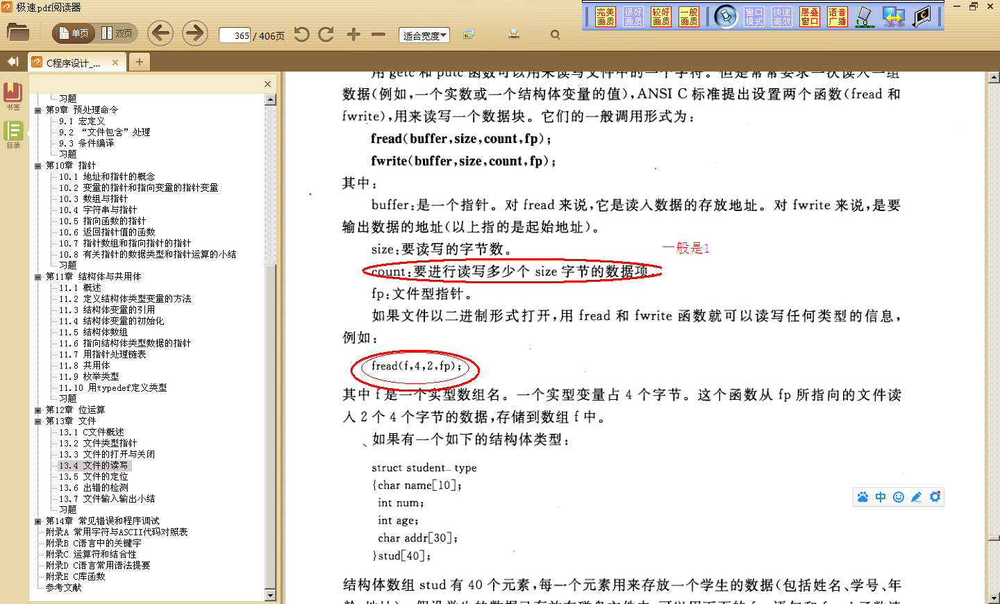 极速pdf阅读器
完美画质
很好画质
较好画质
一般画质
窗口模式
快速高效
层叠窗口
语音广播
单页
双页
365 / 406页
适合宽度
C程序设计_...
书签
目录
习题
第9章 预处理命令
9.1 宏定义
9.2 “文件包含”处理
9.3 条件编译
习题
第10章 指针
10.1 地址和指针的概念
10.2 变量的指针和指向变量的指针变量
10.3 数组与指针
10.4 字符串与指针
10.5 指向函数的指针
10.6 返回指针值的函数
10.7 指针数组和指向指针的指针
10.8 有关指针的数据类型和指针运算的小结
习题
第11章 结构体与共用体
11.1 概述
11.2 定义结构体类型变量的方法
11.3 结构体变量的引用
11.4 结构体变量的初始化
11.5 结构体数组
11.6 指向结构体类型数据的指针
11.7 用指针处理链表
11.8 共用体
11.9 枚举类型
11.10 用typedef定义类型
习题
第12章 位运算
第13章 文件
13.1 C文件概述
13.2 文件类型指针
13.3 文件的打开与关闭
13.4 文件的读写
13.5 文件的定位
13.6 出错的检测
13.7 文件输入输出小结
习题
第14章 常见错误和程序调试
附录A 常用字符与ASCII代码对照表
附录B C语言中的关键字
附录C 运算符和结合性
附录D C语言常用语法提要
附录E C库函数
参考文献
用 getc 和 putc 函数可以用来读写文件中的一个字符。但是常常要求一次读入一组
数据(例如,一个实数或一个结构体变量的值),ANSI C 标准提出设置两个函数(fread 和
fwrite),用来读写一个数据块。它们的一般调用形式为:
fread(buffer,size,count,fp);
fwrite(buffer,size,count,fp);
其中:
buffer:是一个指针。对 fread 来说,它是读入数据的存放地址。对 fwrite 来说,是要
输出数据的地址(以上指的是起始地址)。
size:要读写的字节数。
一般是1
count:要进行读写多少个 size 字节的数据项。
fp:文件型指针。
如果文件以二进制形式打开,用 fread 和 fwrite 函数就可以读写任何类型的信息,
例如:
fread(f,4,2,fp);
其中 f 是一个实型数组名。一个实型变量占 4 个字节。这个函数从 fp 所指向的文件读
入 2 个 4 个字节的数据,存储到数组 f 中。
如果有一个如下的结构体类型:
struct student_type
{char name[10];
int num;
int age;
char addr[30];
}stud[40];
中
结构体数组 stud 有 40 个元素,每一个元素用来存放一个学生的数据(包括姓名、学号、年